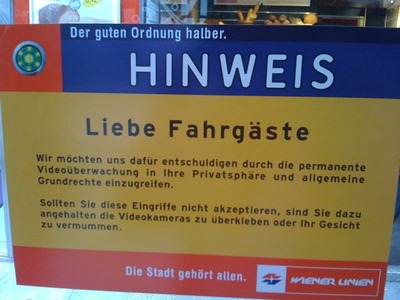 Der guten Ordnung halber.
HINWEIS
Liebe Fahrgäste
Wir möchten uns dafür entschuldigen durch die permanente
Videoüberwachung in Ihre Privatsphäre und allgemeine
Grundrechte einzugreifen.
Sollten Sie diese Eingriffe nicht akzeptieren, sind Sie dazu
angehalten die Videokameras zu überkleben oder Ihr Gesicht
zu vermummen.
Die Stadt gehört allen.
WIENER LINIEN